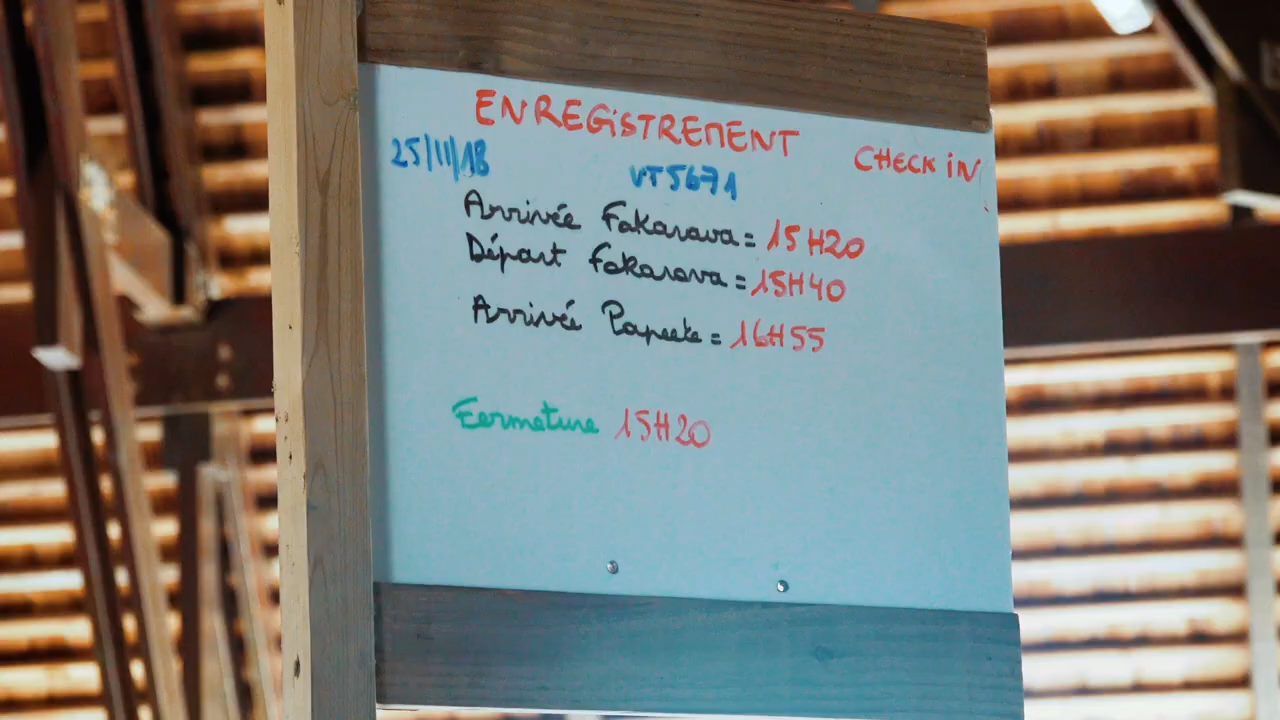 ENREGiSTREMENT
CHECK iN
25/11/18
VT5671
Arrivée Fakarava = 15H20
Départ Fakarava = 15H40
Arrivée Papeete = 16H55
Fermeture 15H20